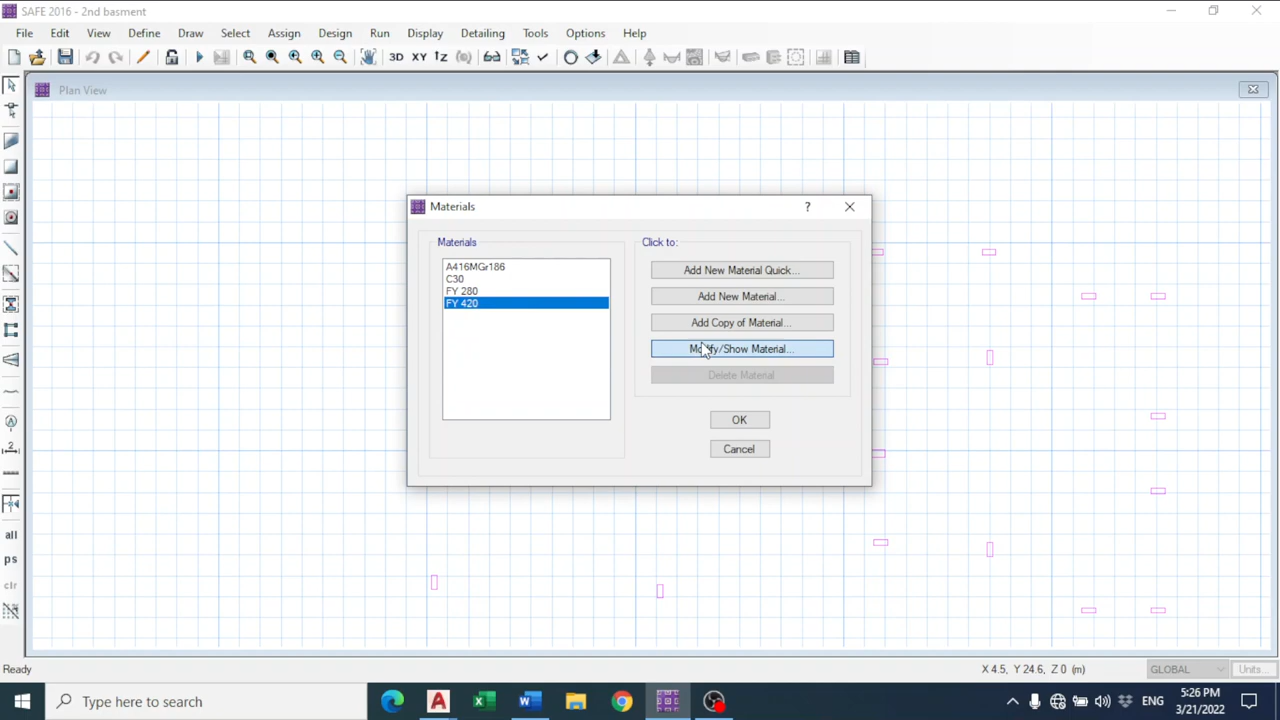 SAFE 2016 - 2nd basment
File Edit View Define Draw Select Assign Design Run Display Detailing Tools Options Help
3D XY
Plan View
Materials
?
Materials
A416MGr186
C30
FY 280
FY 420
Click to:
Add New Material Quick...
Add New Material...
Add Copy of Material...
Modify/Show Material...
Delete Material
OK
Cancel
all
ps
clr
Ready
X 4.5, Y 24.6, Z 0 (m)
GLOBAL
Units...
Type here to search
ENG
5:26 PM
3/21/2022